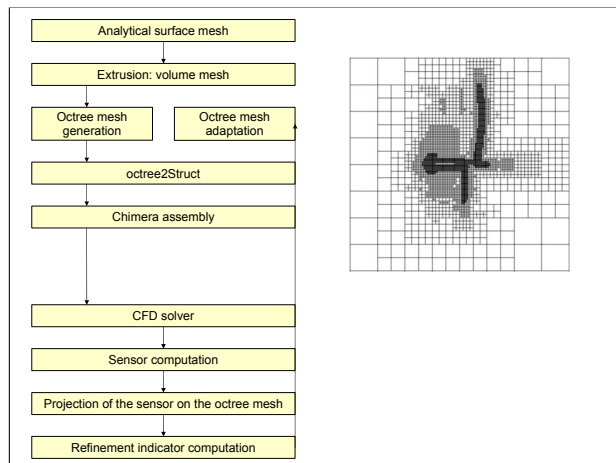 Analytical surface mesh
Extrusion: volume mesh
Octree mesh
generation
Octree mesh
adaptation
octree2Struct
Chimera assembly
CFD solver
Sensor computation
Projection of the sensor on the octree mesh
Refinement indicator computation